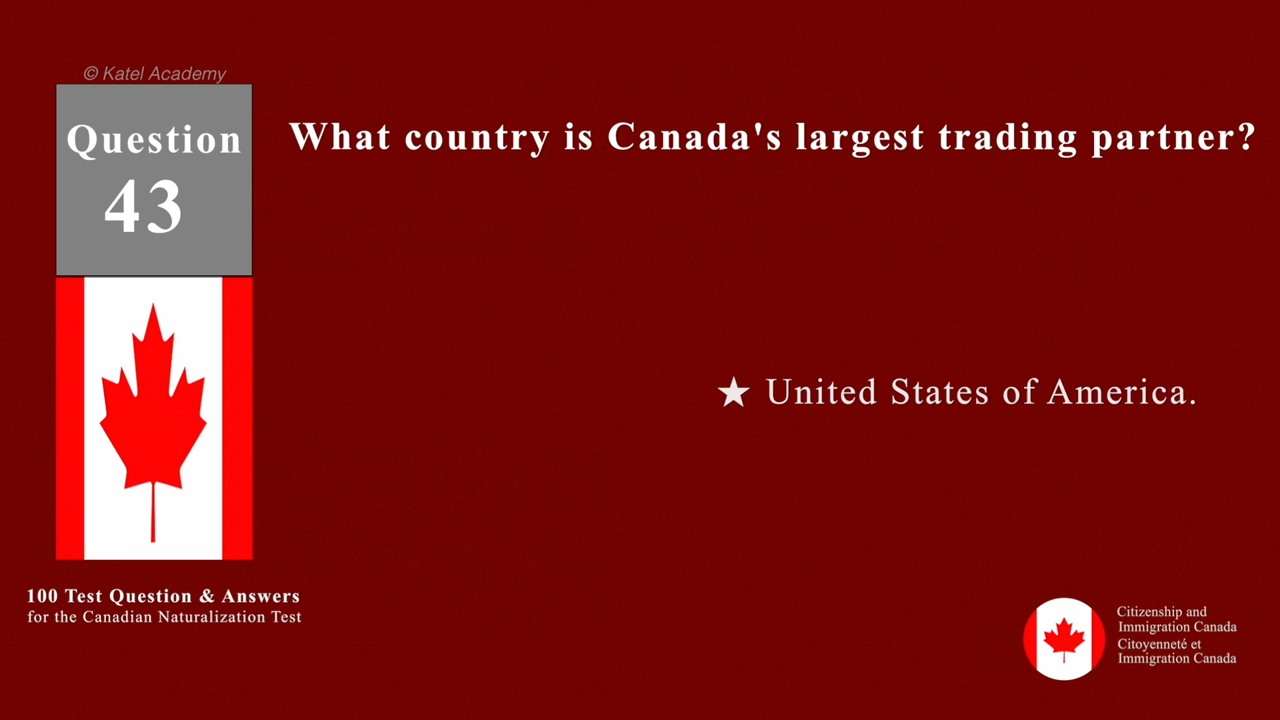 © Katel Academy
Question
43
What country is Canada's largest trading partner?
★ United States of America.
100 Test Question & Answers
for the Canadian Naturalization Test
Citizenship and
Immigration Canada
Citoyenneté et
Immigration Canada